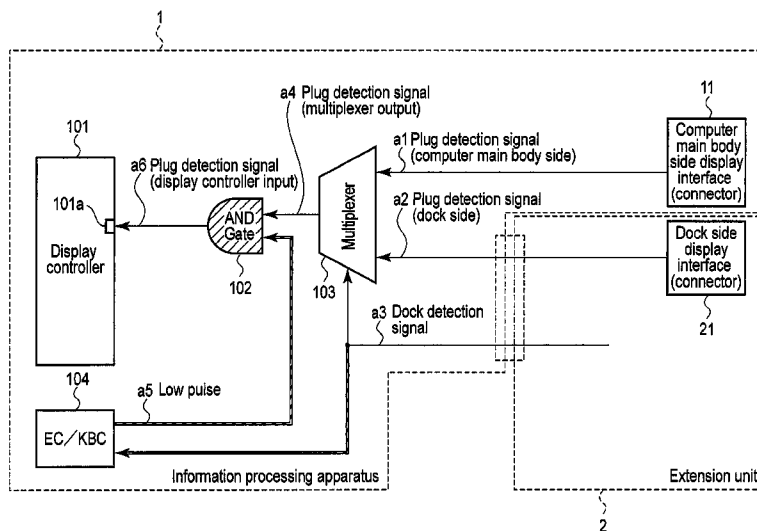 1
a4 Plug detection signal
(multiplexer output)
11
Computer
main body
side display
interface
(connector)
101
a1 Plug detection signal
(computer main body side)
a6 Plug detection signal
(display controller input)
101a
a2 Plug detection signal
(dock side)
AND
Gate
Multiplexer
Dock side
display
interface
(connector)
Display
controller
102
103
a3 Dock detection
signal
21
104
a5 Low pulse
EC/KBC
Information processing apparatus
Extension unit
2